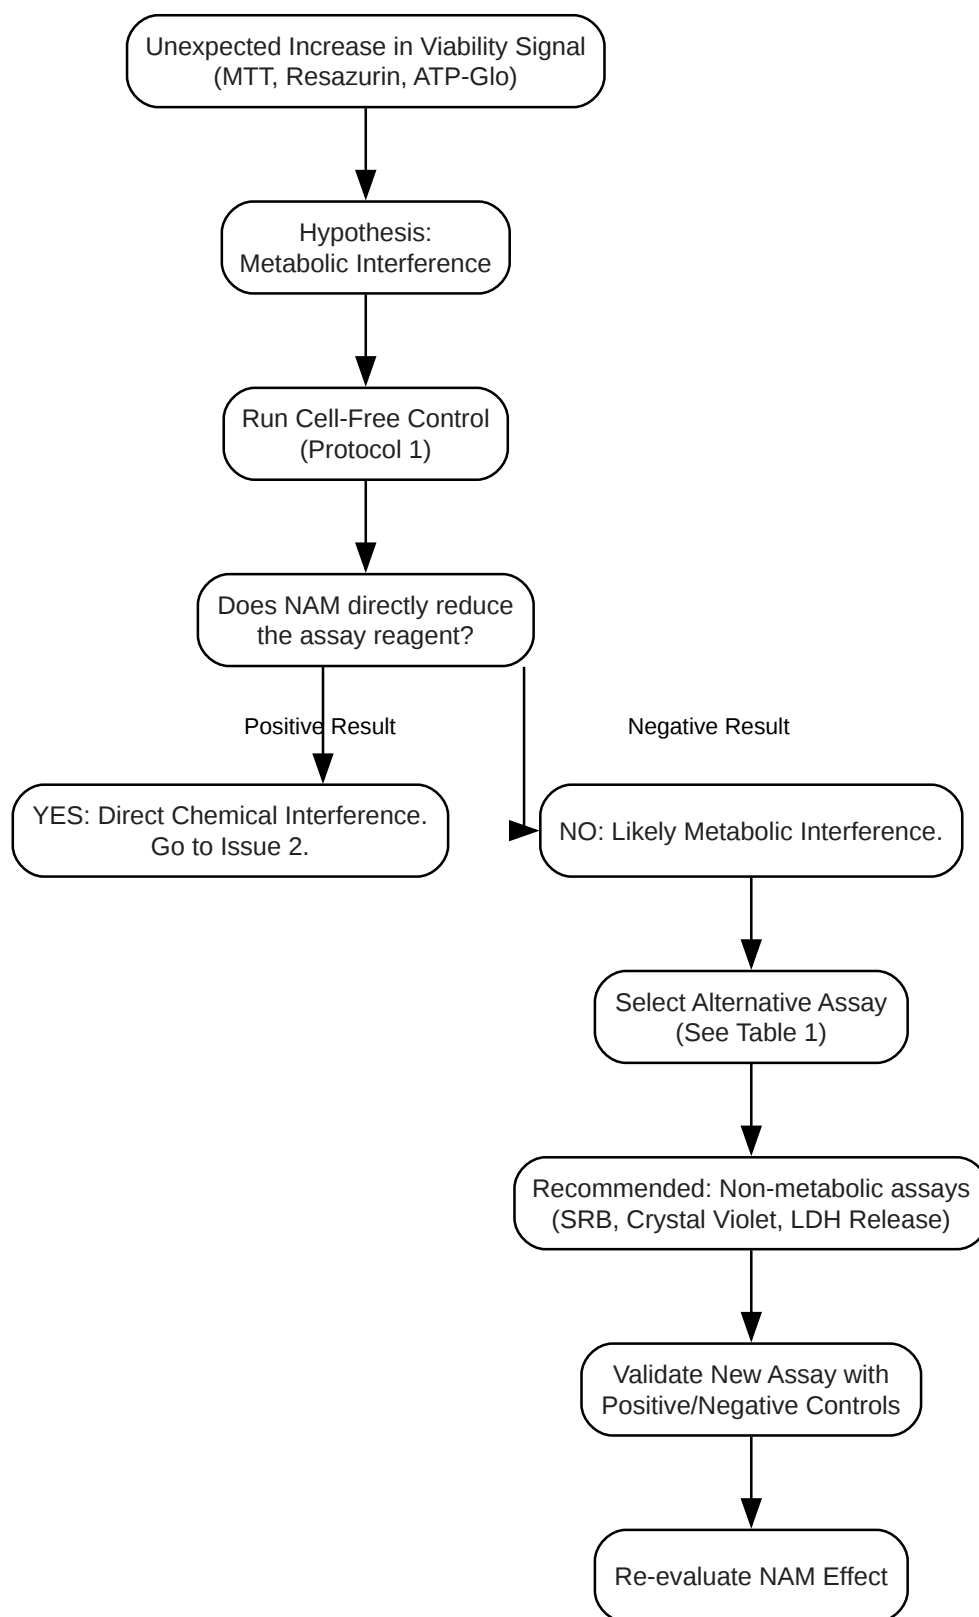 Unexpected Increase in Viability Signal
(MTT, Resazurin, ATP-Glo)
Hypothesis:
Metabolic Interference
Run Cell-Free Control
(Protocol 1)
Does NAM directly reduce
the assay reagent?
Positive Result
Negative Result
YES: Direct Chemical Interference.
Go to Issue 2.
NO: Likely Metabolic Interference.
Select Alternative Assay
(See Table 1)
Recommended: Non-metabolic assays
(SRB, Crystal Violet, LDH Release)
Validate New Assay with
Positive/Negative Controls
Re-evaluate NAM Effect